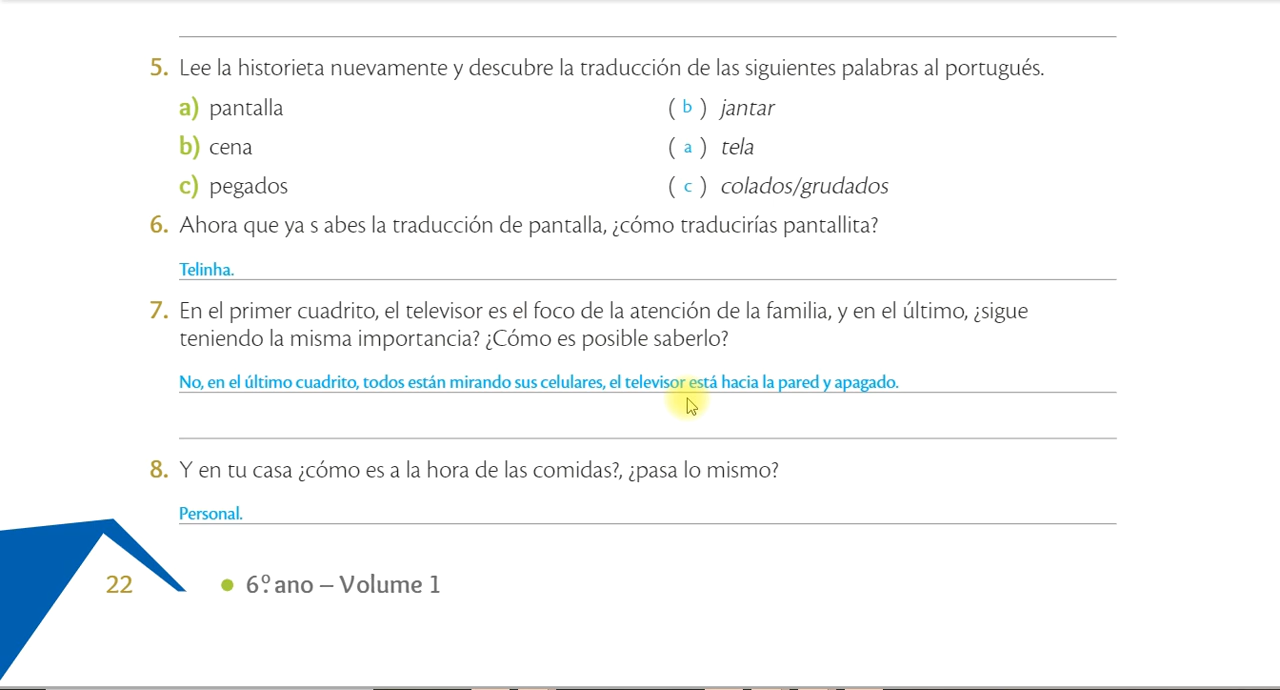 5. Lee la historieta nuevamente y descubre la traducción de las siguientes palabras al portugués.
a) pantalla ( b ) jantar
b) cena ( a ) tela
c) pegados ( c ) colados/grudados
6. Ahora que ya s abes la traducción de pantalla, ¿cómo traducirías pantallita?
Telinha.
7. En el primer cuadrito, el televisor es el foco de la atención de la familia, y en el último, ¿sigue
teniendo la misma importancia? ¿Cómo es posible saberlo?
No, en el último cuadrito, todos están mirando sus celulares, el televisor está hacia la pared y apagado.
8. Y en tu casa ¿cómo es a la hora de las comidas?, ¿pasa lo mismo?
Personal.
22 • 6º. ano – Volume 1